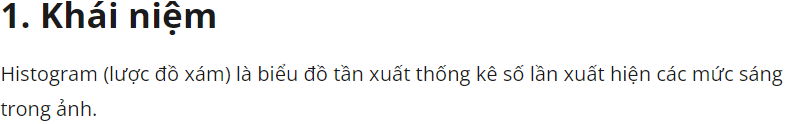 1. Khái niệm
Histogram (lược đồ xám) là biểu đồ tần xuất thống kê số lần xuất hiện các mức sáng
trong ảnh.